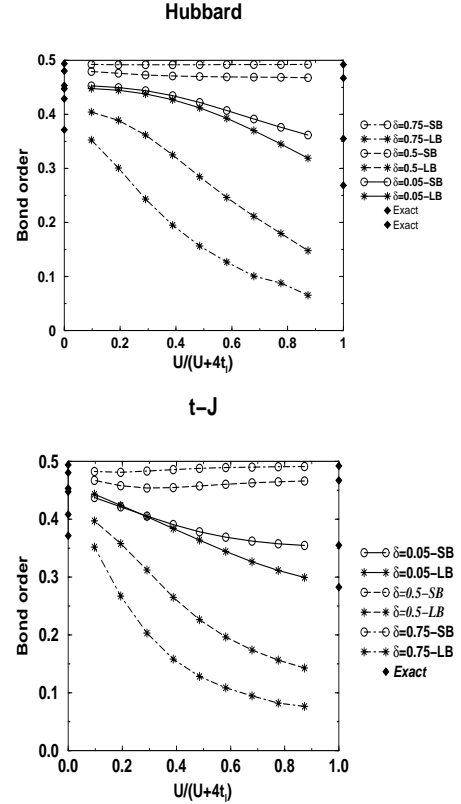 Hubbard
0.5
0.4
0.3
0.2
0.1
0
Bond order
0 0.2 0.4 0.6 0.8 1
U/(U+4tl)
δ=0.75−SB
δ=0.75−LB
δ=0.5−SB
δ=0.5−LB
δ=0.05−SB
δ=0.05−LB
Exact
Exact
t−J
0.5
0.4
0.3
0.2
0.1
0.0
Bond order
0.0 0.2 0.4 0.6 0.8 1.0
U/(U+4tl)
δ=0.05−SB
δ=0.05−LB
δ=0.5−SB
δ=0.5−LB
δ=0.75−SB
δ=0.75−LB
Exact